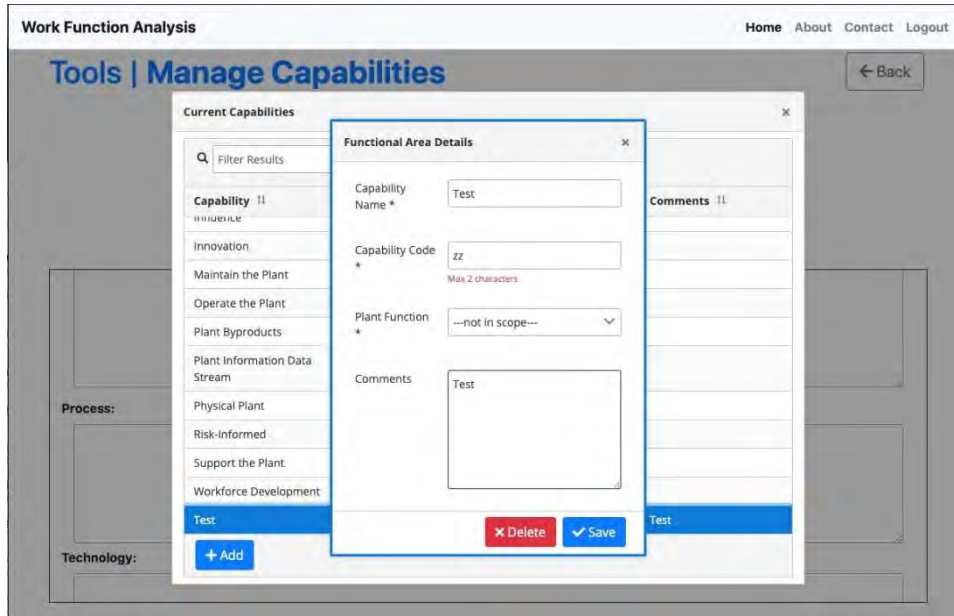 Work Function Analysis
Home About Contact Logout
Tools | Manage Capabilities
← Back
Current Capabilities
×
Filter Results
Capability
Comments
Influence
Innovation
Maintain the Plant
Operate the Plant
Plant Byproducts
Plant Information Data
Stream
Physical Plant
Risk-Informed
Support the Plant
Workforce Development
Test
Test
+ Add
Functional Area Details
×
Capability
Name *
Test
Capability Code
*
zz
Max 2 characters
Plant Function
*
---not in scope---
Comments
Test
× Delete
✓ Save
Process:
Technology: